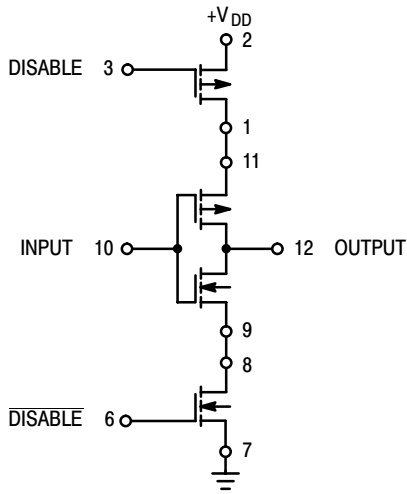 +VDD
2
DISABLE 3
1
11
INPUT 10
12 OUTPUT
9
8
DISABLE 6
7